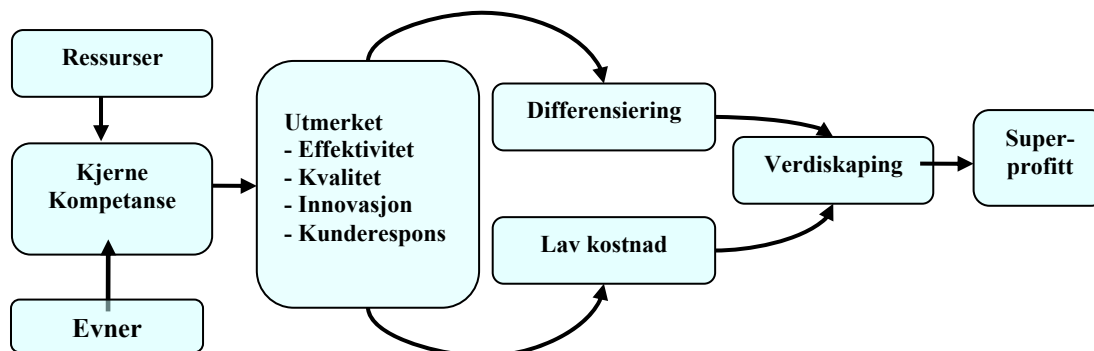 Ressurser
Kjerne
Kompetanse
Evner
Utmerket
- Effektivitet
- Kvalitet
- Innovasjon
- Kunderespons
Differensiering
Lav kostnad
Verdiskaping
Super-
profitt